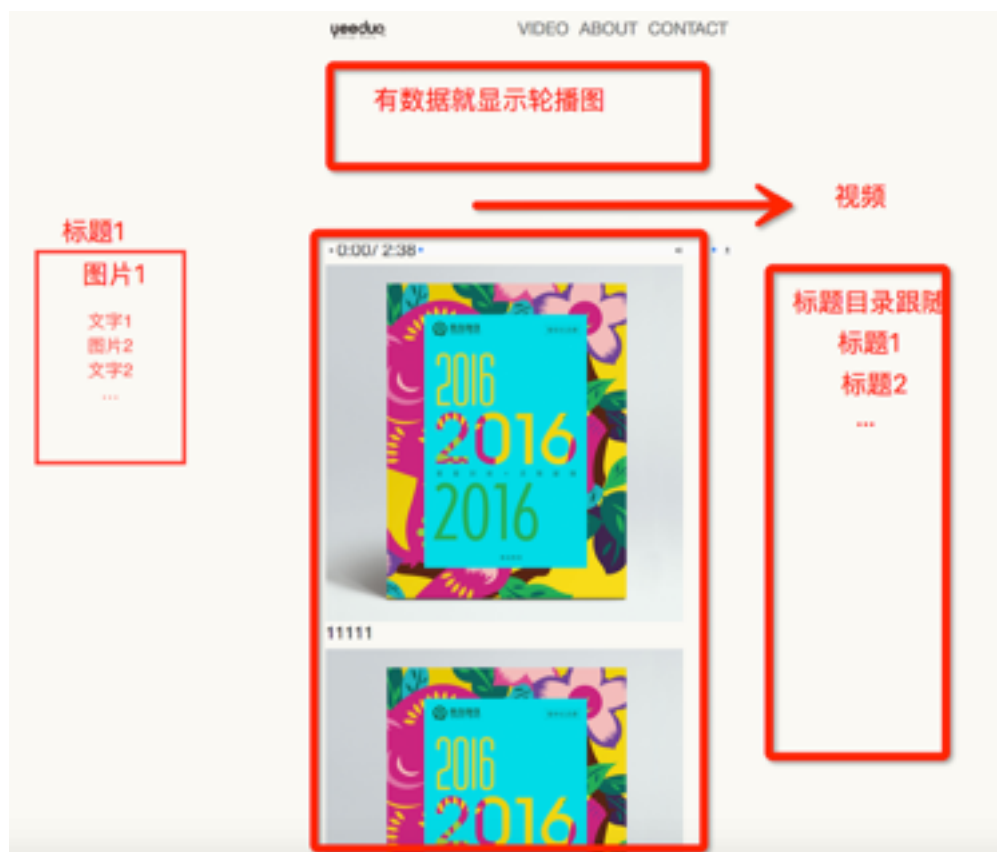 yeeduo
VIDEO ABOUT CONTACT
有数据就显示轮播图
视频
标题1
图片1
文字1
图片2
文字2
...
0:00/ 2:38
标题目录跟随
标题1
标题2
...
2016
2016
2016
11111
2016
2016